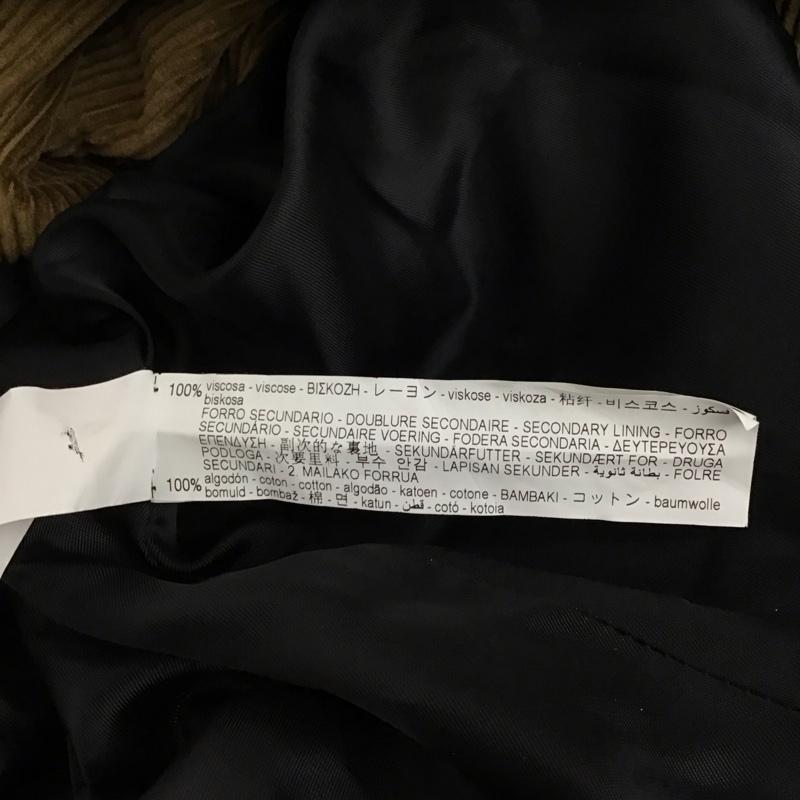 100% viscosa - viscose - ΒΙΣΚΟΖΗ - レーヨン - viskose - viskoza - 粘纤 - 비스코스 - فسكوز
biskosa
FORRO SECUNDARIO - DOUBLURE SECONDAIRE - SECONDARY LINING - FORRO
SECUNDÁRIO - SECUNDAIRE VOERING - FODERA SECONDARIA - ΔΕΥΤΕΡΕΥΟΥΣΑ
ΕΠΕΝΔΥΣΗ - 副次的な裏地 - SEKUNDÄRFUTTER - SEKUNDÆRT FOR - DRUGA
PODLOGA - 次要里料 - 부수 안감 - LAPISAN SEKUNDER - بطانة ثانوية - FOLRE
SECUNDARI - 2. MAILAKO FORRUA
100% algodón - coton - cotton - algodão - katoen - cotone - ΒΑΜΒΑΚΙ - コットン - baumwolle
bomuld - bombaž - 棉 - 면 - katun - قطن - cotó - kotoia